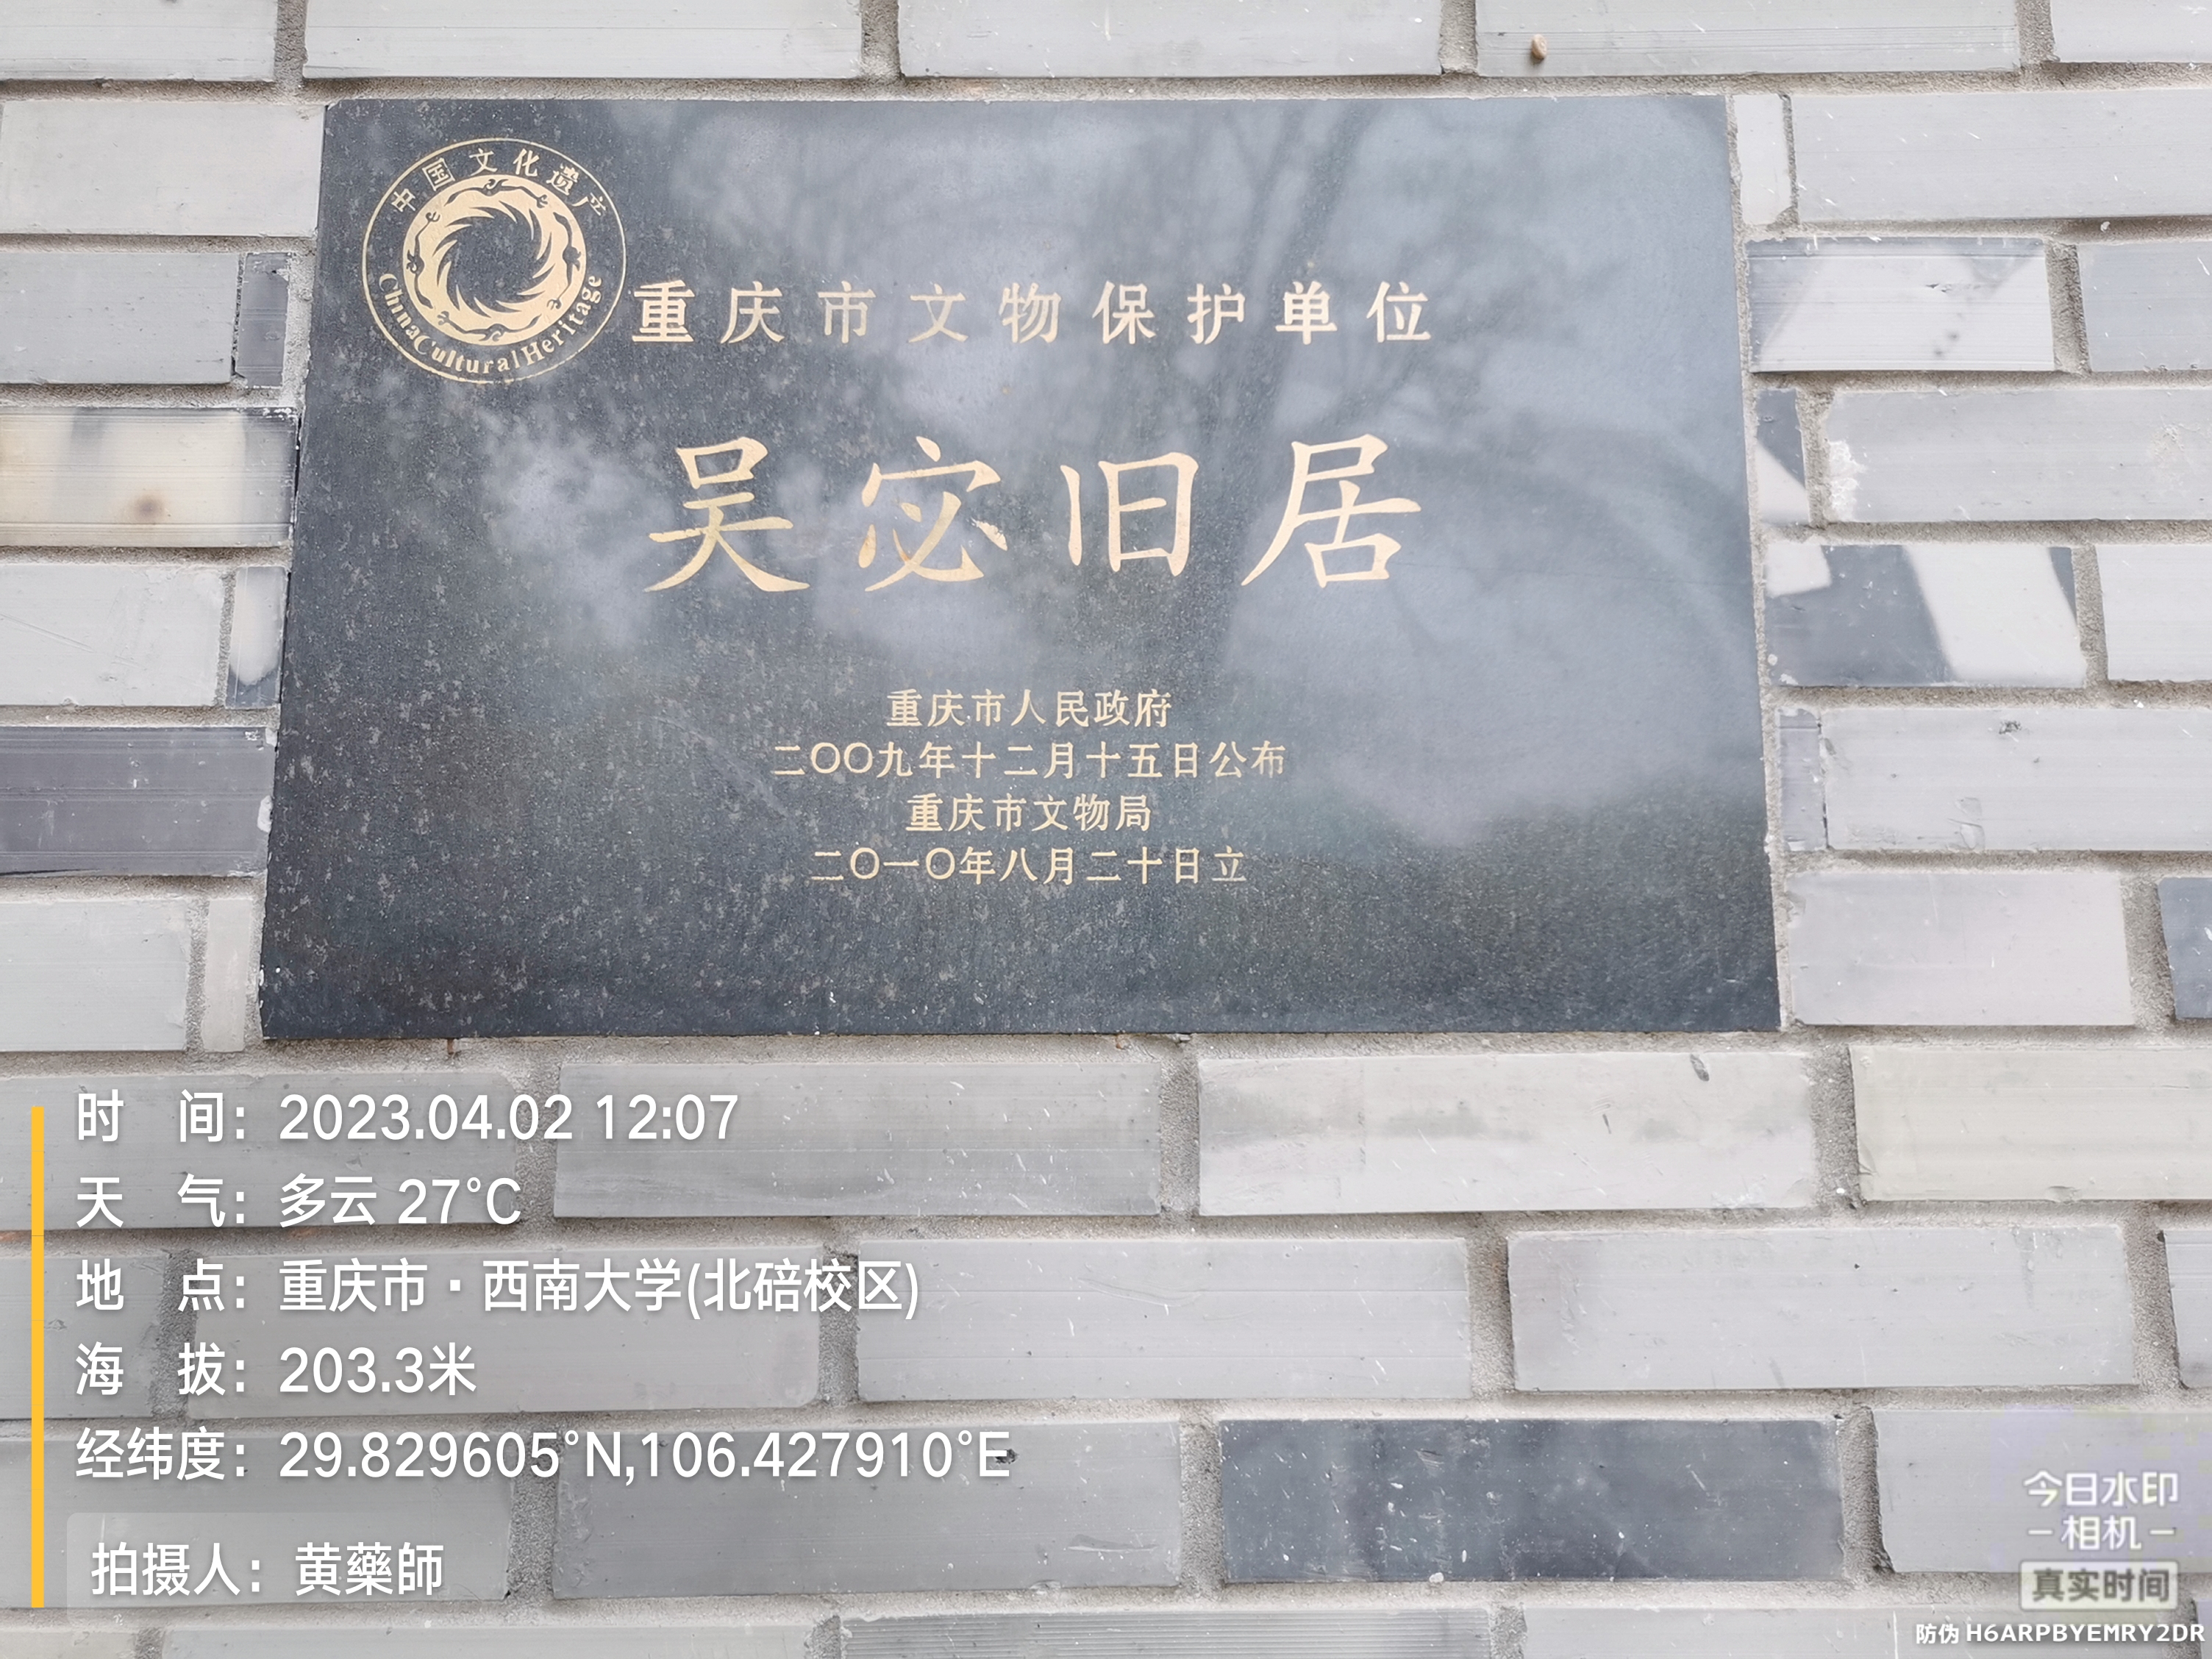 中国文化遗产
China Cultural Heritage
重庆市文物保护单位
吴宓旧居
重庆市人民政府
二〇〇九年十二月十五日公布
重庆市文物局
二〇一〇年八月二十日立
时 间：2023.04.02 12:07
天 气：多云 27°C
地 点：重庆市·西南大学(北碚校区)
海 拔：203.3米
经纬度：29.829605°N,106.427910°E
拍摄人：黄藥師
今日水印
相机
真实时间
防伪 H6ARPBYEMRY2DR